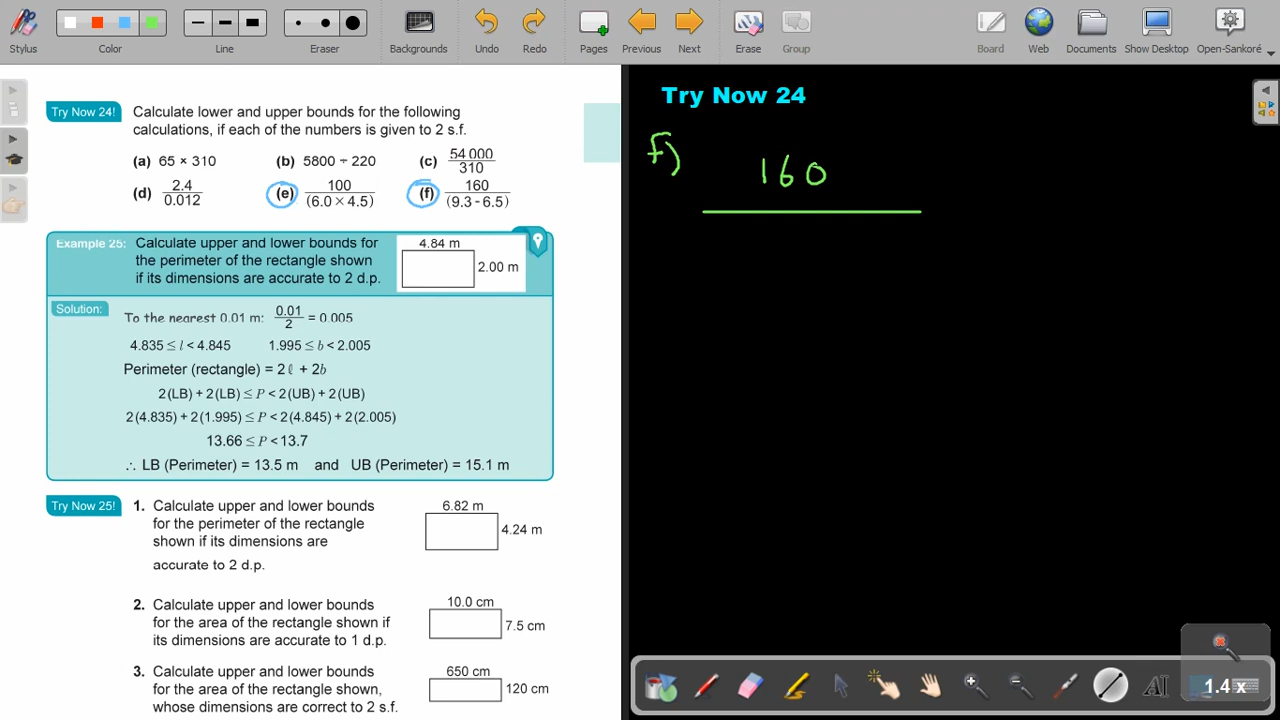 Stylus Color Line Eraser Backgrounds Undo Redo Pages Previous Next Erase Group Board Web Documents Show Desktop Open-Sankoré
Try Now 24! Calculate lower and upper bounds for the following
calculations, if each of the numbers is given to 2 s.f.
(a) 65 × 310 (b) 5800 ÷ 220 (c) 54 000 / 310
(d) 2.4 / 0.012 (e) 100 / (6.0 × 4.5) (f) 160 / (9.3 - 6.5)
Example 25: Calculate upper and lower bounds for
the perimeter of the rectangle shown
if its dimensions are accurate to 2 d.p.
4.84 m
2.00 m
Solution:
To the nearest 0.01 m: 0.01 / 2 = 0.005
4.835 ≤ l < 4.845 1.995 ≤ b < 2.005
Perimeter (rectangle) = 2ℓ + 2b
2(LB) + 2(LB) ≤ P < 2(UB) + 2(UB)
2(4.835) + 2(1.995) ≤ P < 2(4.845) + 2(2.005)
13.66 ≤ P < 13.7
∴ LB (Perimeter) = 13.5 m and UB (Perimeter) = 15.1 m
Try Now 25! 1. Calculate upper and lower bounds
for the perimeter of the rectangle
shown if its dimensions are
accurate to 2 d.p.
6.82 m
4.24 m
2. Calculate upper and lower bounds
for the area of the rectangle shown if
its dimensions are accurate to 1 d.p.
10.0 cm
7.5 cm
3. Calculate upper and lower bounds
for the area of the rectangle shown,
whose dimensions are correct to 2 s.f.
650 cm
120 cm
Try Now 24
f) 160
1.4 x